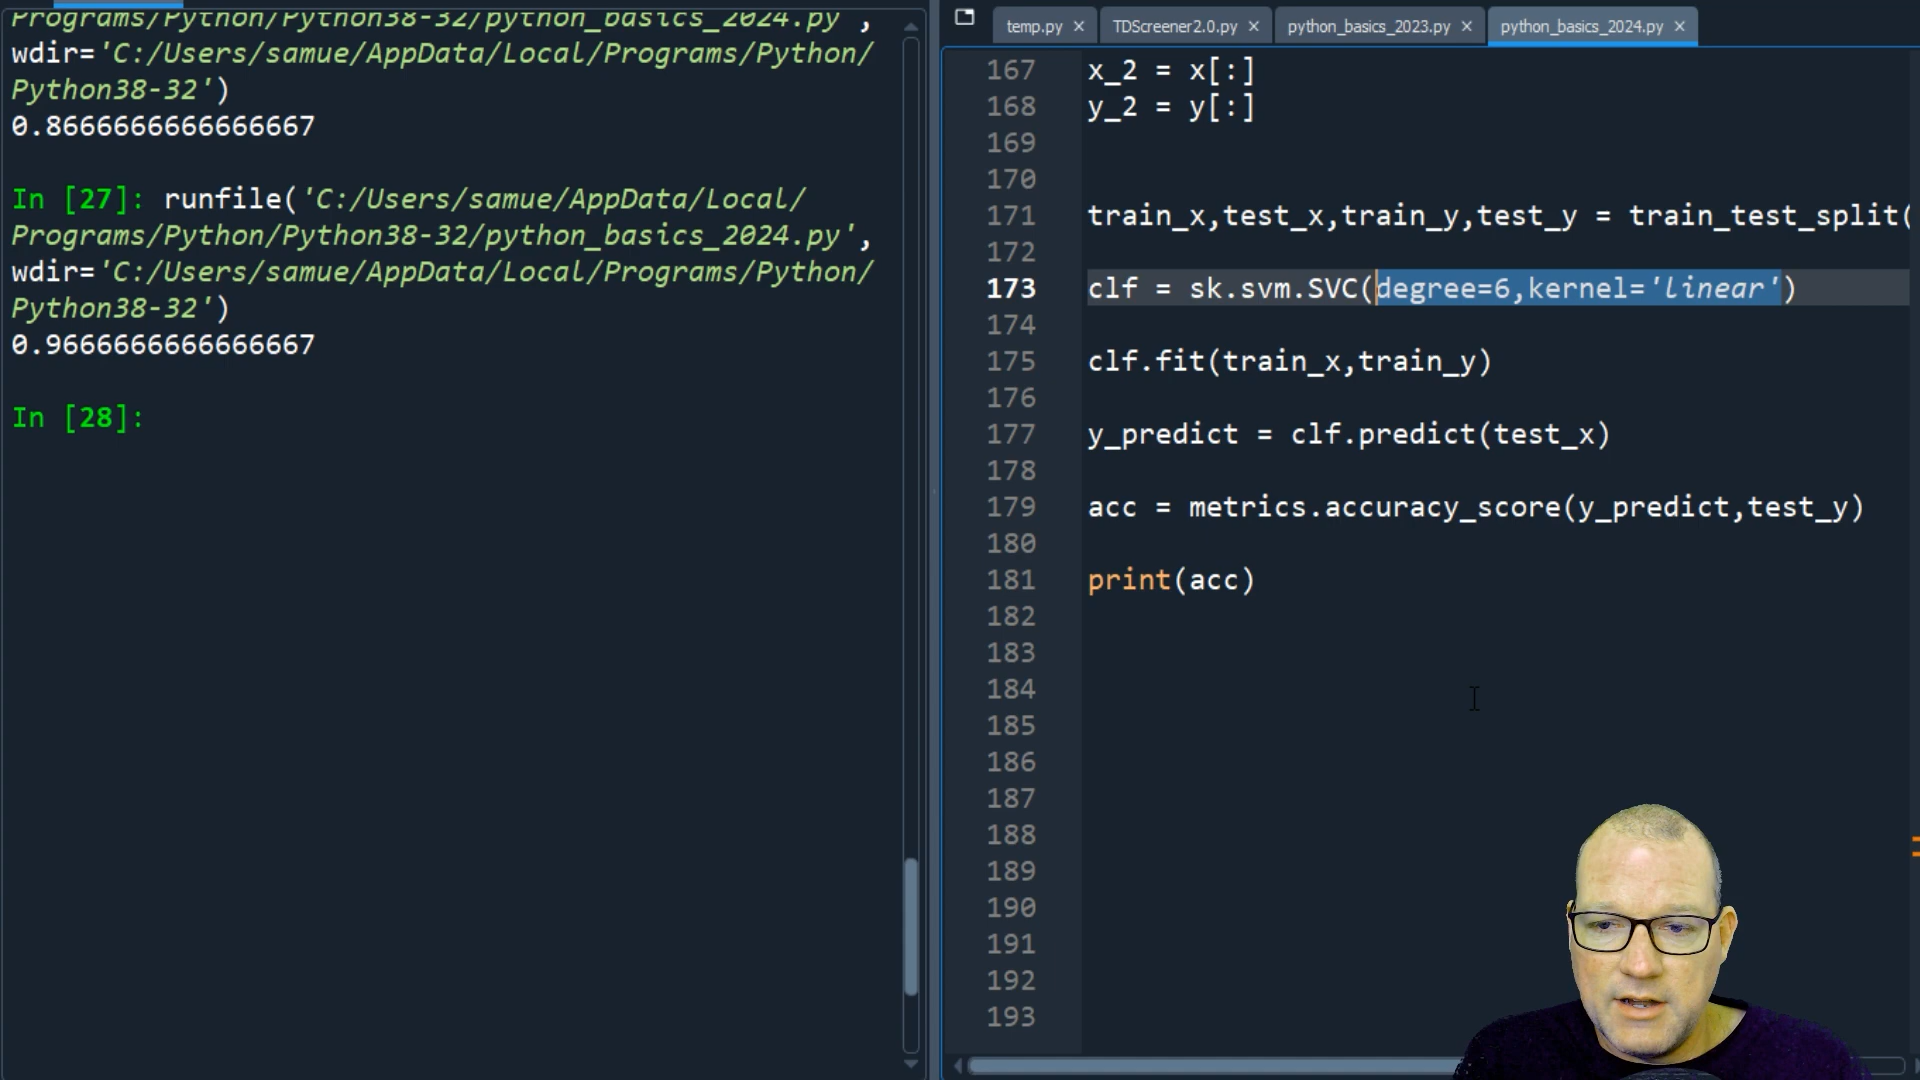 Programs/Python/Python38-32/python_basics_2024.py',
wdir='C:/Users/samue/AppData/Local/Programs/Python/
Python38-32')
0.8666666666666667
In [27]: runfile('C:/Users/samue/AppData/Local/
Programs/Python/Python38-32/python_basics_2024.py',
wdir='C:/Users/samue/AppData/Local/Programs/Python/
Python38-32')
0.9666666666666667
In [28]:
temp.py TDScreener2.0.py python_basics_2023.py python_basics_2024.py
167 x_2 = x[:]
168 y_2 = y[:]
169
170
171 train_x,test_x,train_y,test_y = train_test_split(
172
173 clf = sk.svm.SVC(degree=6,kernel='linear')
174
175 clf.fit(train_x,train_y)
176
177 y_predict = clf.predict(test_x)
178
179 acc = metrics.accuracy_score(y_predict,test_y)
180
181 print(acc)
182
183
184
185
186
187
188
189
190
191
192
193